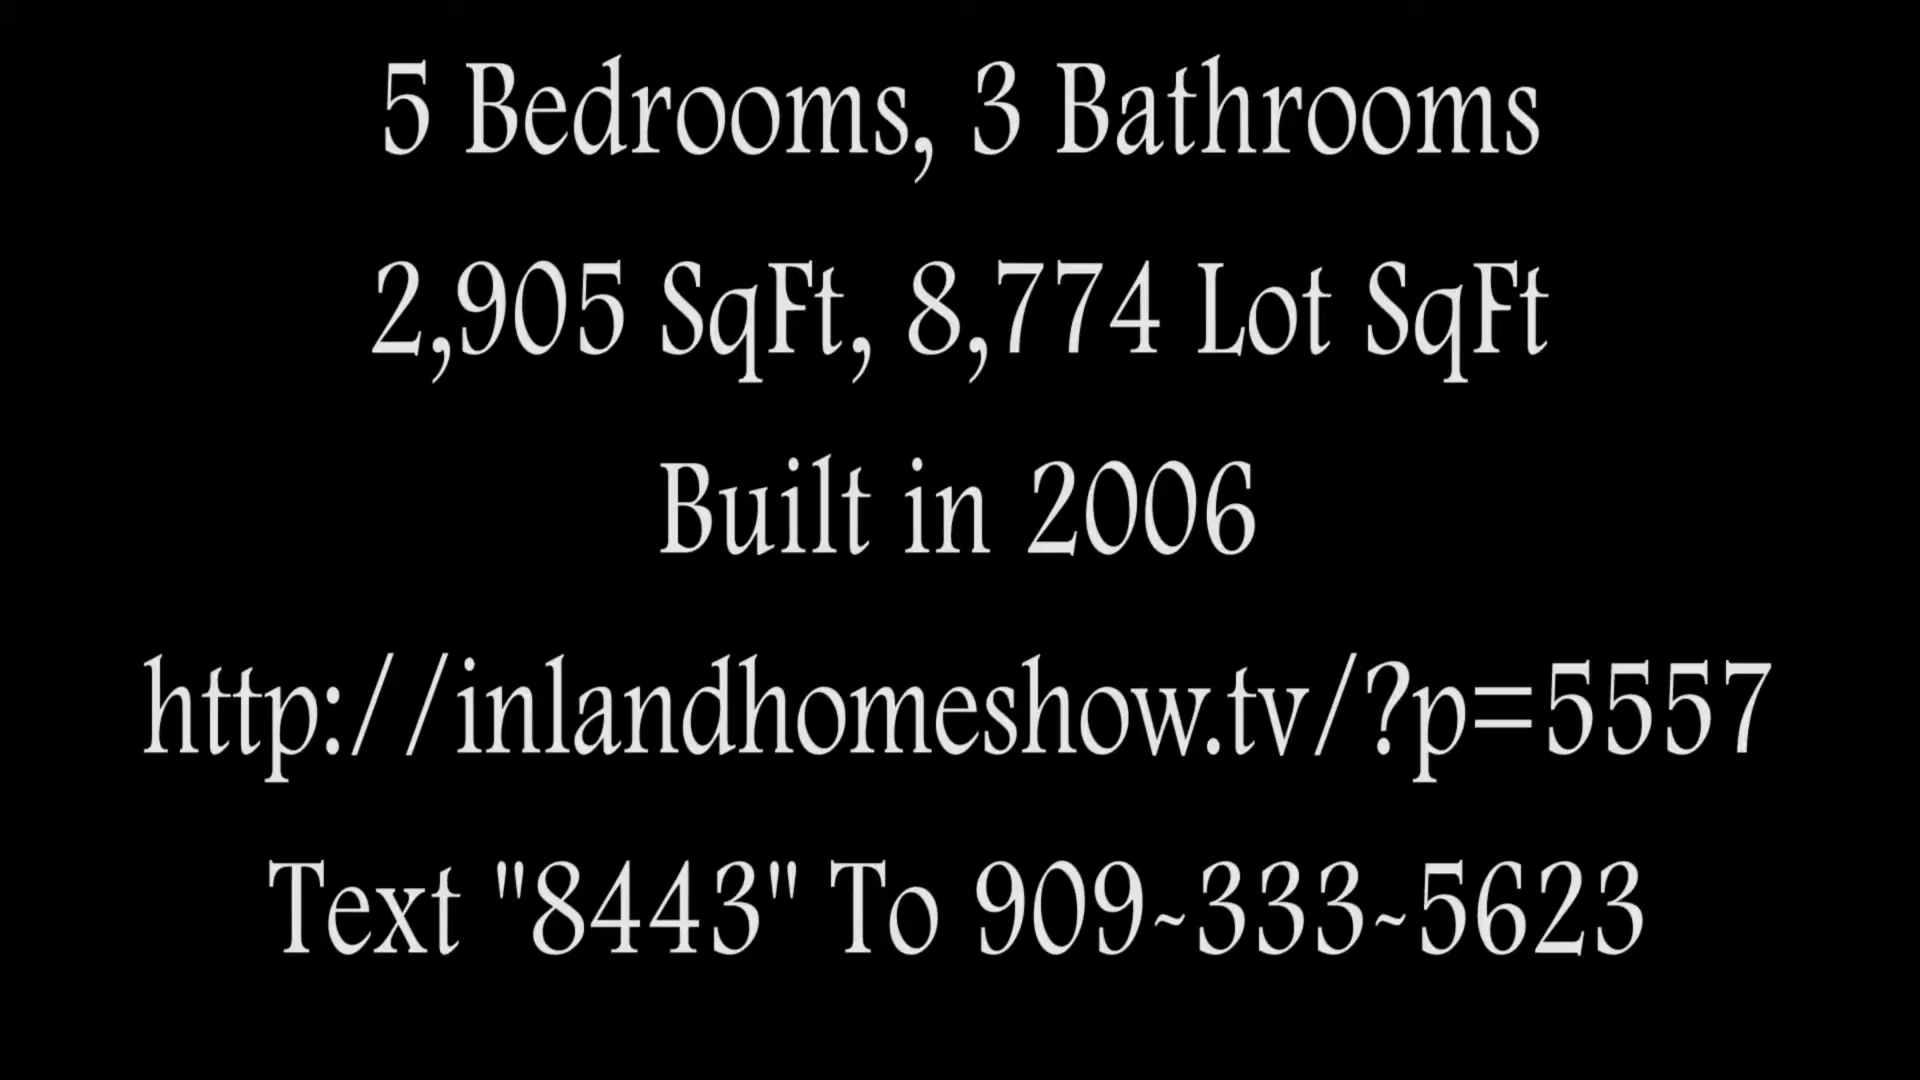 5 Bedrooms, 3 Bathrooms
2,905 SqFt, 8,774 Lot SqFt
Built in 2006
http://inlandhomeshow.tv/?p=5557
Text "8443" To 909~333~5623